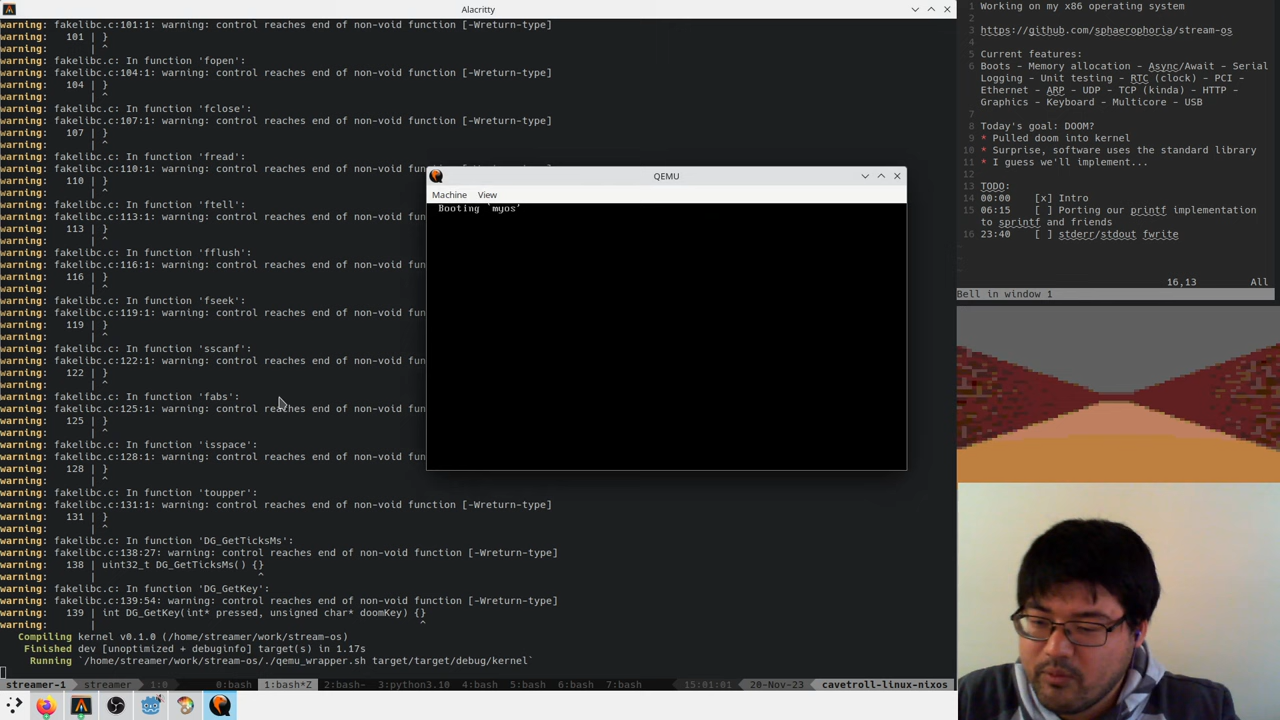 Alacritty
warning: fakelibc.c:101:1: warning: control reaches end of non-void function [-Wreturn-type]
warning:   101 | }
warning:       | ^
warning: fakelibc.c: In function 'fopen':
warning: fakelibc.c:104:1: warning: control reaches end of non-void function [-Wreturn-type]
warning:   104 | }
warning:       | ^
warning: fakelibc.c: In function 'fclose':
warning: fakelibc.c:107:1: warning: control reaches end of non-void function [-Wreturn-type]
warning:   107 | }
warning:       | ^
warning: fakelibc.c: In function 'fread':
warning: fakelibc.c:110:1: warning: control reaches end of non-void function [-Wreturn-type]
warning:   110 | }
warning:       | ^
warning: fakelibc.c: In function 'ftell':
warning: fakelibc.c:113:1: warning: control reaches end of non-void fun
warning:   113 | }
warning:       | ^
warning: fakelibc.c: In function 'fflush':
warning: fakelibc.c:116:1: warning: control reaches end of non-void fun
warning:   116 | }
warning:       | ^
warning: fakelibc.c: In function 'fseek':
warning: fakelibc.c:119:1: warning: control reaches end of non-void fun
warning:   119 | }
warning:       | ^
warning: fakelibc.c: In function 'sscanf':
warning: fakelibc.c:122:1: warning: control reaches end of non-void fun
warning:   122 | }
warning:       | ^
warning: fakelibc.c: In function 'fabs':
warning: fakelibc.c:125:1: warning: control reaches end of non-void fun
warning:   125 | }
warning:       | ^
warning: fakelibc.c: In function 'isspace':
warning: fakelibc.c:128:1: warning: control reaches end of non-void fun
warning:   128 | }
warning:       | ^
warning: fakelibc.c: In function 'toupper':
warning: fakelibc.c:131:1: warning: control reaches end of non-void function [-Wreturn-type]
warning:   131 | }
warning:       | ^
warning: fakelibc.c: In function 'DG_GetTicksMs':
warning: fakelibc.c:138:27: warning: control reaches end of non-void function [-Wreturn-type]
warning:   138 | uint32_t DG_GetTicksMs() {}
warning:       |                           ^
warning: fakelibc.c: In function 'DG_GetKey':
warning: fakelibc.c:139:54: warning: control reaches end of non-void function [-Wreturn-type]
warning:   139 | int DG_GetKey(int* pressed, unsigned char* doomKey) {}
warning:       |                                                      ^
Compiling kernel v0.1.0 (/home/streamer/work/stream-os)
Finished dev [unoptimized + debuginfo] target(s) in 1.17s
Running `/home/streamer/work/stream-os/./qemu_wrapper.sh target/target/debug/kernel`
streamer-1 streamer 1:0 0:bash 1:bash*Z 2:bash- 3:python3.10 4:bash 5:bash 6:bash 7:bash 15:01:01 20-Nov-23 cavetroll-linux-nixos
QEMU
Machine View
Booting `myos'
1 Working on my x86 operating system
2
3 https://github.com/sphaerophoria/stream-os
4
5 Current features:
6 Boots - Memory allocation - Async/Await - Serial
Logging - Unit testing - RTC (clock) - PCI -
Ethernet - ARP - UDP - TCP (kinda) - HTTP -
Graphics - Keyboard - Multicore - USB
7
8 Today's goal: DOOM?
9 * Pulled doom into kernel
10 * Surprise, software uses the standard library
11 * I guess we'll implement...
12
13 TODO:
14 00:00 [x] Intro
15 06:15 [ ] Porting our printf implementation
to sprintf and friends
16 23:40 [ ] stderr/stdout fwrite
~
~
~
16,13 All
Bell in window 1